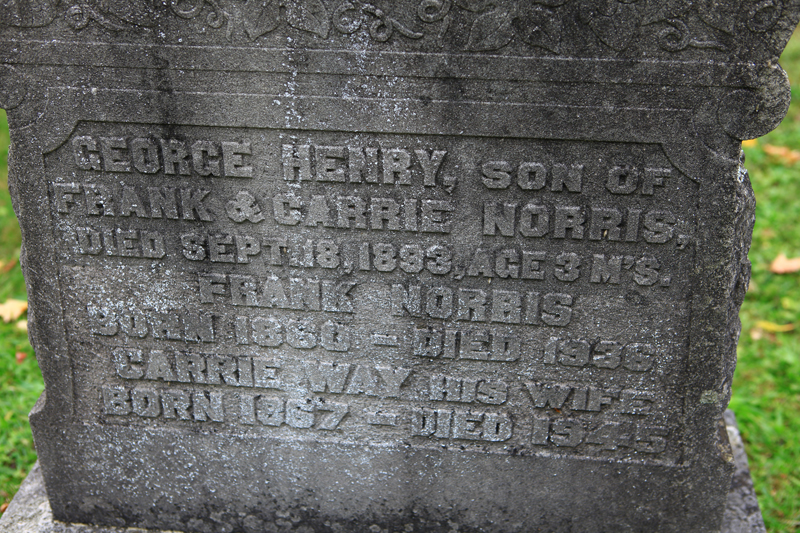 GEORGE HENRY, SON OF
FRANK & CARRIE NORRIS,
DIED SEPT. 18, 1893, AGE 3 M'S.
FRANK NORRIS
BORN 1860 – DIED 1936
CARRIE WAY, HIS WIFE
BORN 1867 – DIED 1945